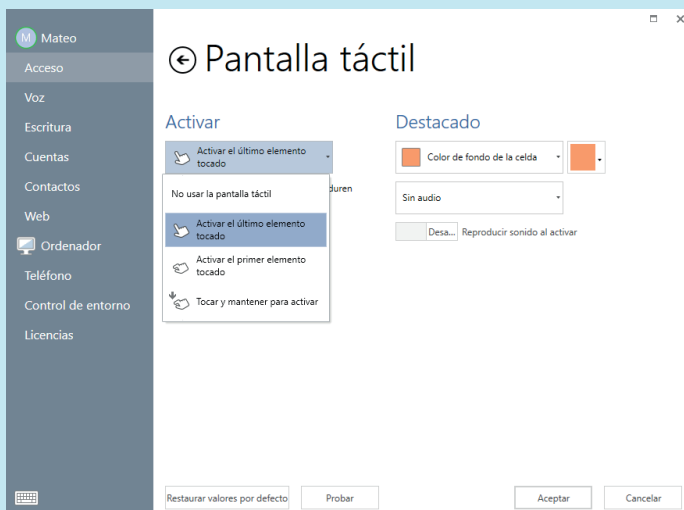 M Mateo
Acceso
Voz
Escritura
Cuentas
Contactos
Web
Ordenador
Teléfono
Control de entorno
Licencias
Pantalla táctil
Activar
Activar el último elemento
tocado
duren
No usar la pantalla táctil
Activar el último elemento
tocado
Activar el primer elemento
tocado
Tocar y mantener para activar
Destacado
Color de fondo de la celda
Sin audio
Desa... Reproducir sonido al activar
Restaurar valores por defecto
Probar
Aceptar
Cancelar